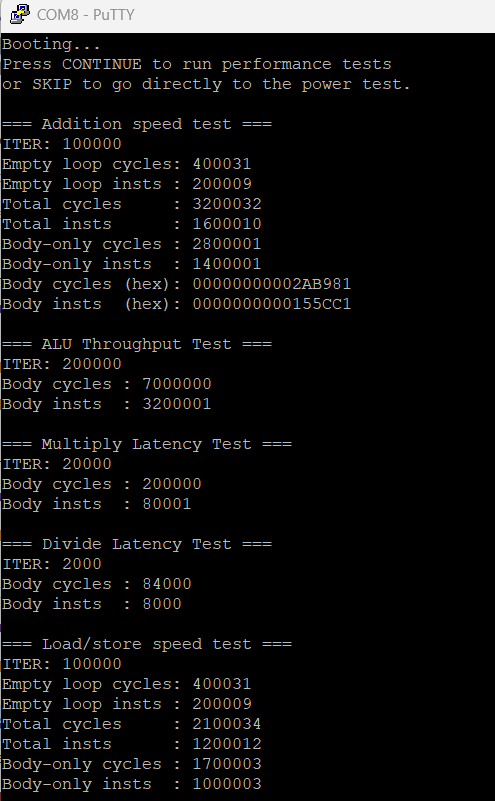 COM8 - PuTTY
Booting...
Press CONTINUE to run performance tests
or SKIP to go directly to the power test.
=== Addition speed test ===
ITER: 100000
Empty loop cycles: 400031
Empty loop insts : 200009
Total cycles     : 3200032
Total insts      : 1600010
Body-only cycles : 2800001
Body-only insts  : 1400001
Body cycles (hex): 00000000002AB981
Body insts  (hex): 0000000000155CC1
=== ALU Throughput Test ===
ITER: 200000
Body cycles : 7000000
Body insts  : 3200001
=== Multiply Latency Test ===
ITER: 20000
Body cycles : 200000
Body insts  : 80001
=== Divide Latency Test ===
ITER: 2000
Body cycles : 84000
Body insts  : 8000
=== Load/store speed test ===
ITER: 100000
Empty loop cycles: 400031
Empty loop insts : 200009
Total cycles     : 2100034
Total insts      : 1200012
Body-only cycles : 1700003
Body-only insts  : 1000003